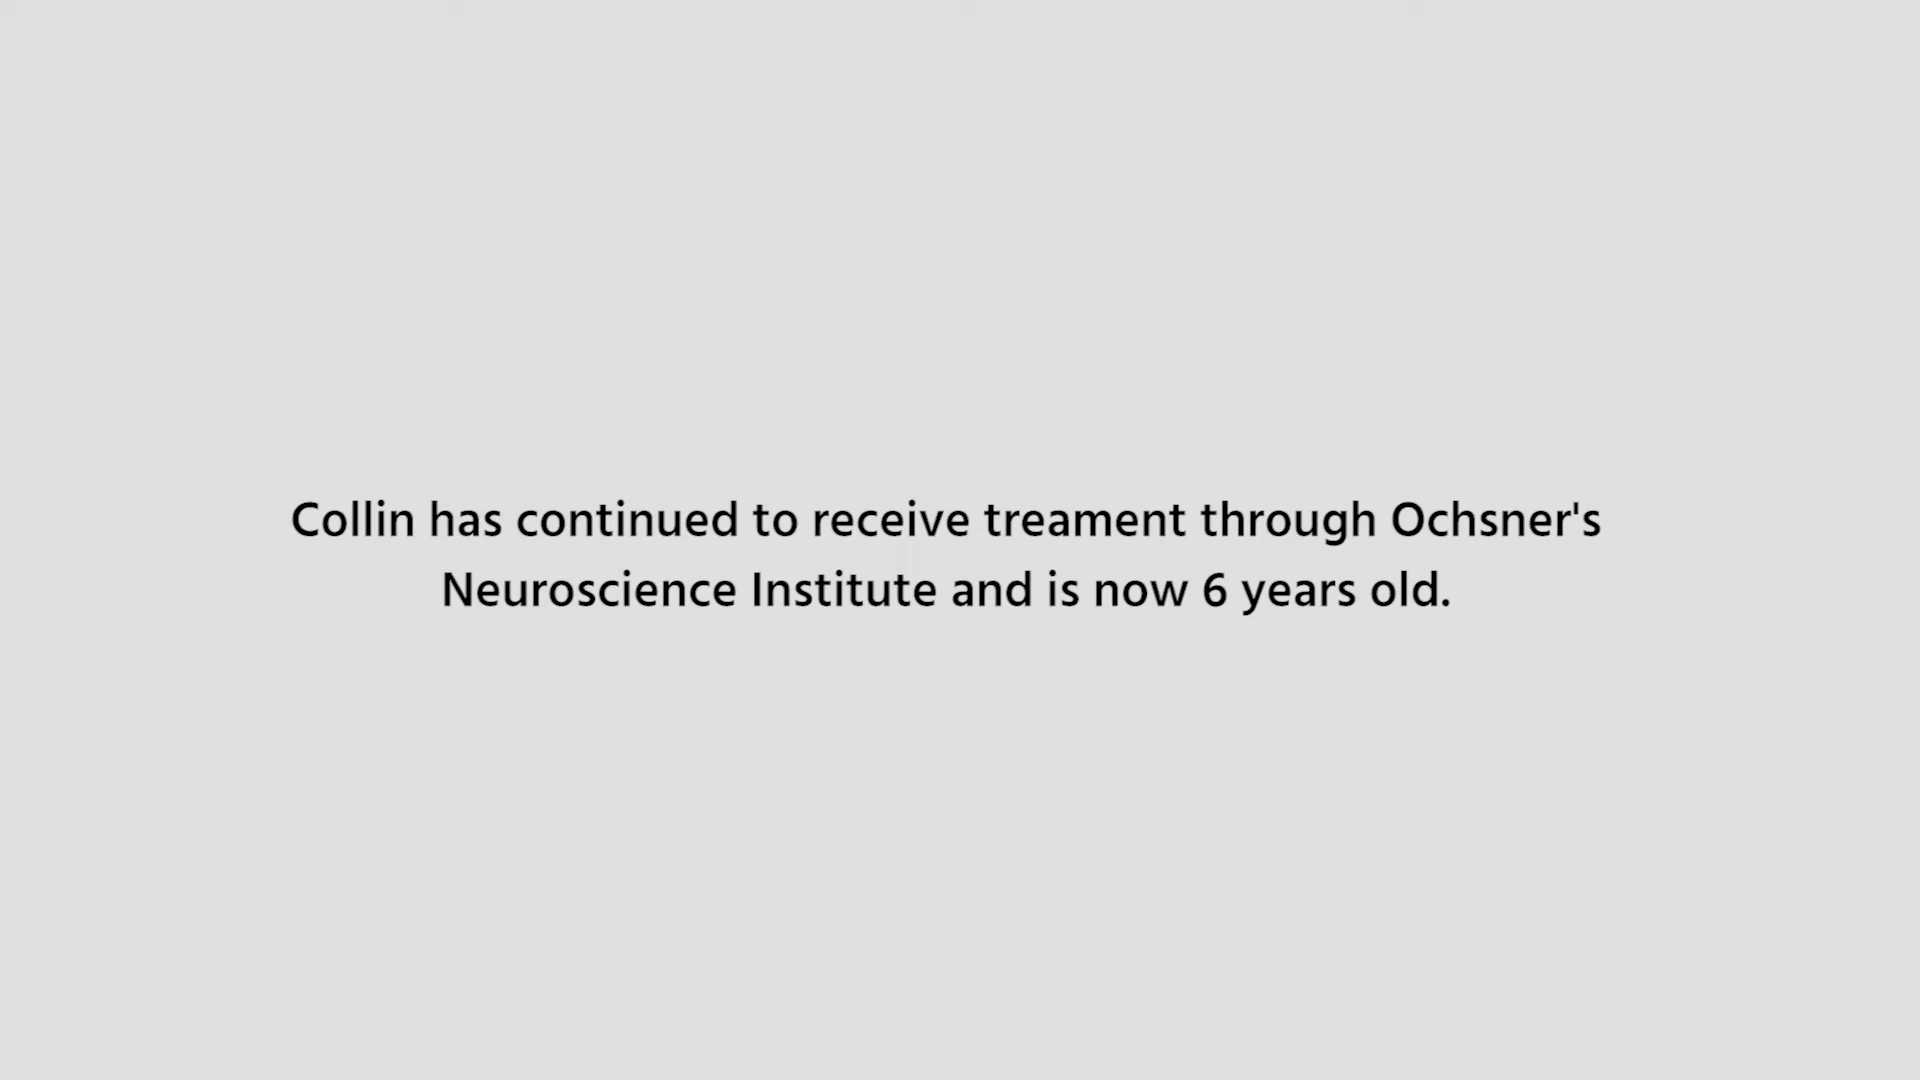 Collin has continued to receive treament through Ochsner's
Neuroscience Institute and is now 6 years old.